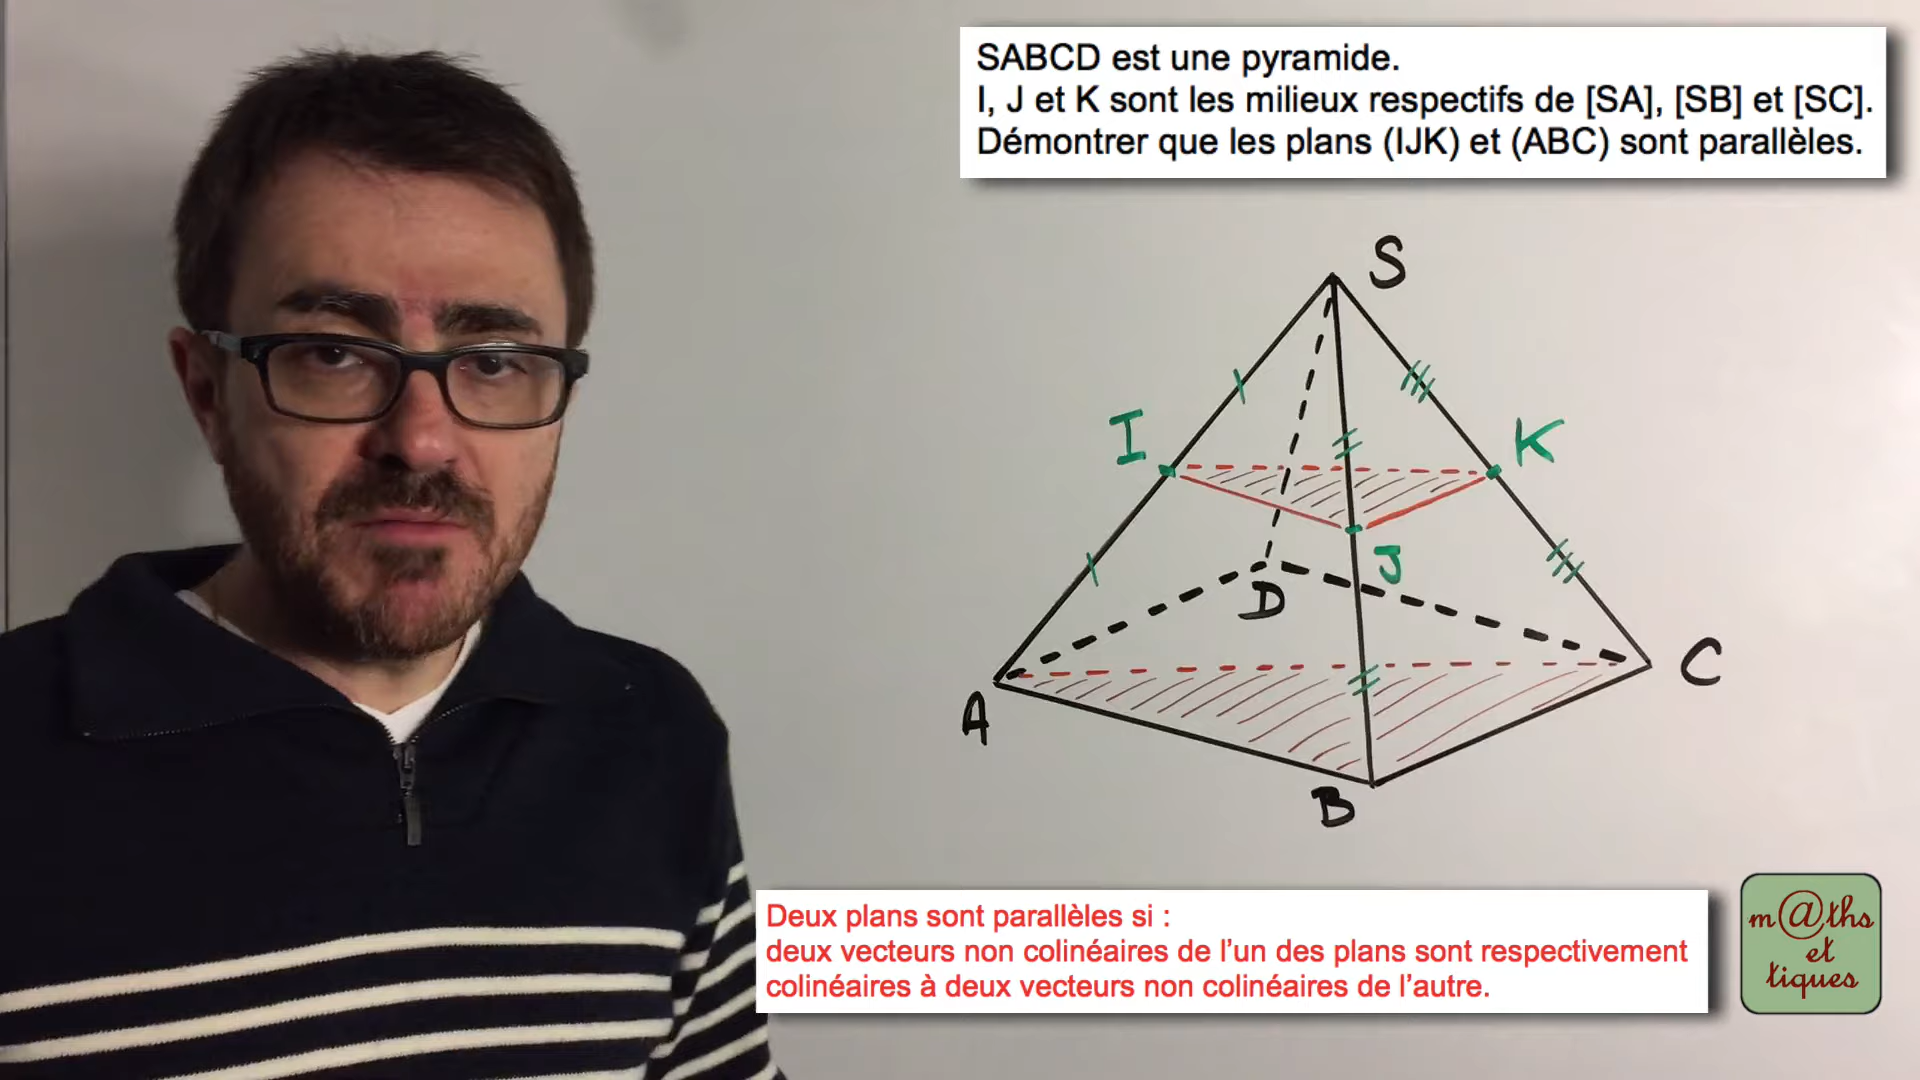 SABCD est une pyramide.
I, J et K sont les milieux respectifs de [SA], [SB] et [SC].
Démontrer que les plans (IJK) et (ABC) sont parallèles.
S
I
K
J
D
C
A
B
Deux plans sont parallèles si :
deux vecteurs non colinéaires de l'un des plans sont respectivement
colinéaires à deux vecteurs non colinéaires de l'autre.
m@ths
et
tiques